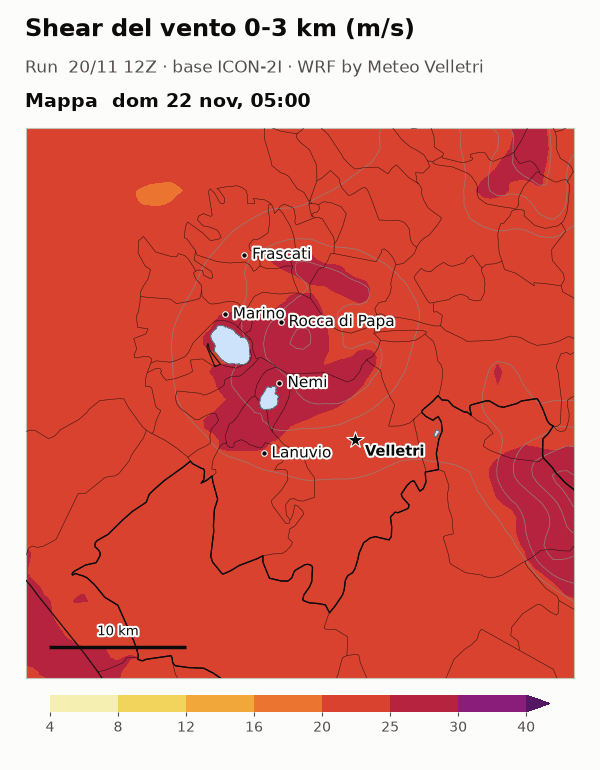 Shear del vento 0-3 km (m/s)
Run  20/11 12Z · base ICON-2I · WRF by Meteo Velletri
Mappa  dom 22 nov, 05:00
Frascati
Marino
Rocca di Papa
Nemi
Velletri
Lanuvio
10 km
4 8 12 16 20 25 30 40